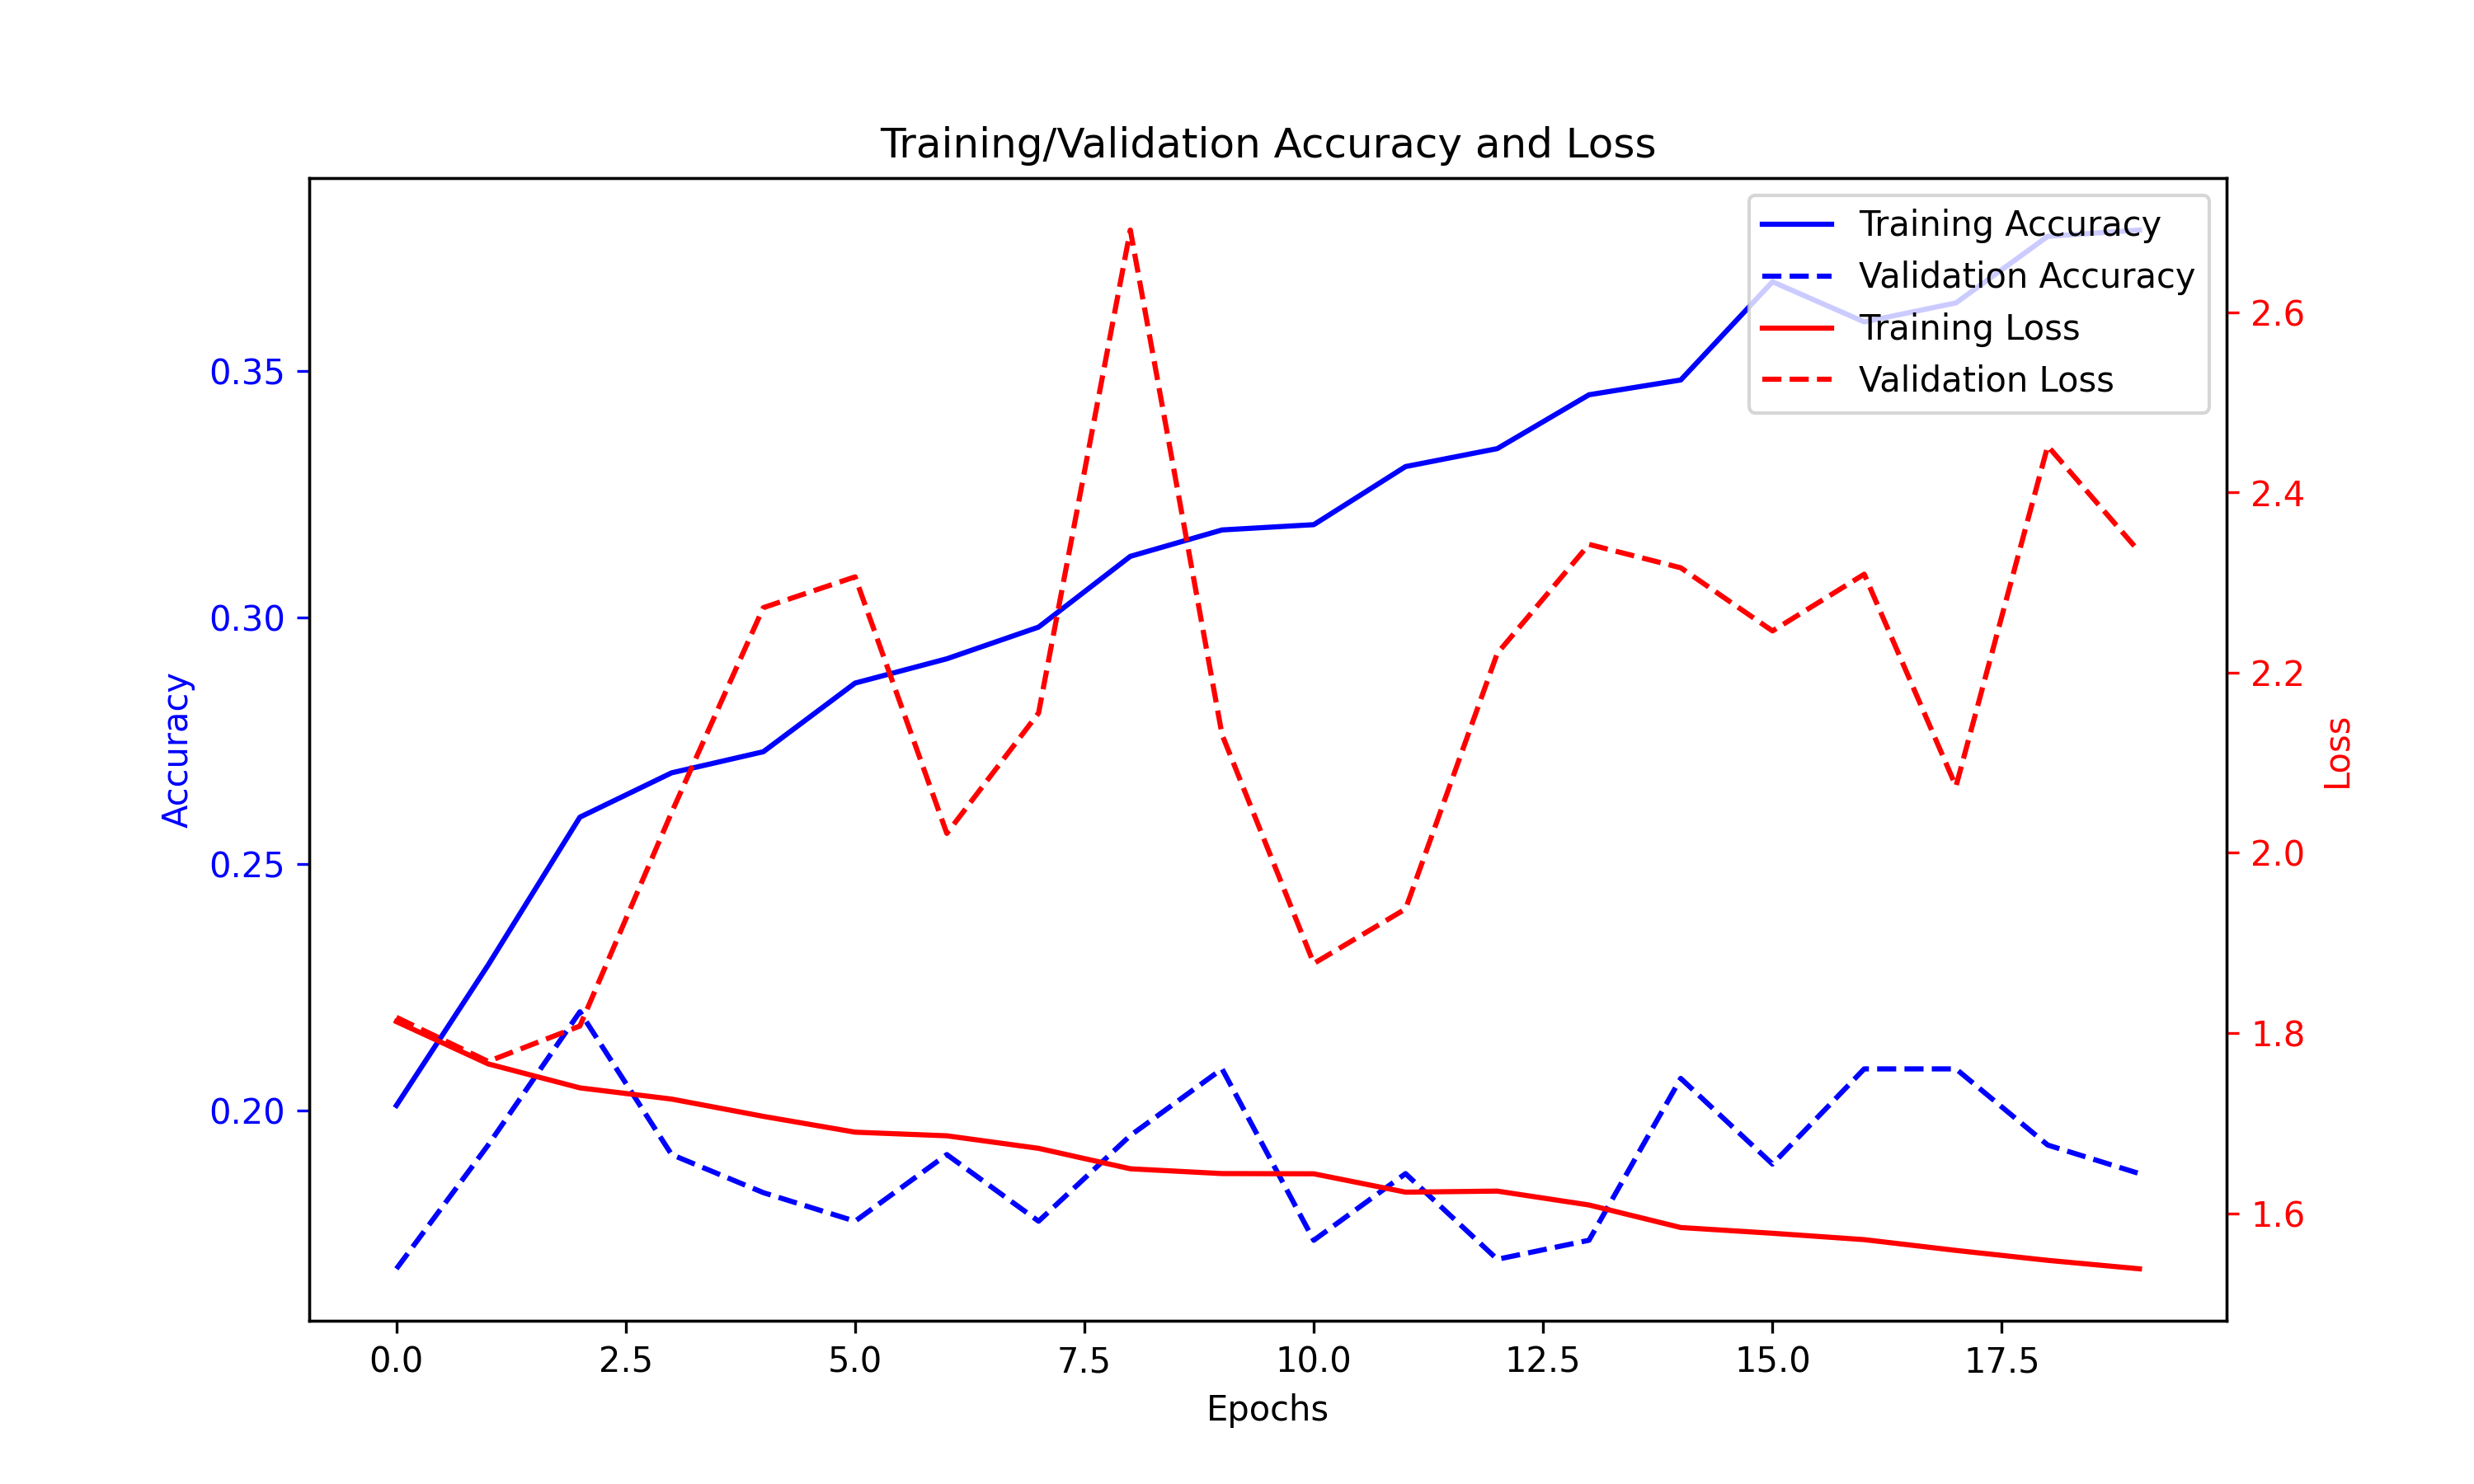 Training/Validation Accuracy and Loss
Training Accuracy
Validation Accuracy
Training Loss
Validation Loss
0.35
0.30
0.25
0.20
Accuracy
2.6
2.4
2.2
2.0
1.8
1.6
Loss
0.0 2.5 5.0 7.5 10.0 12.5 15.0 17.5
Epochs